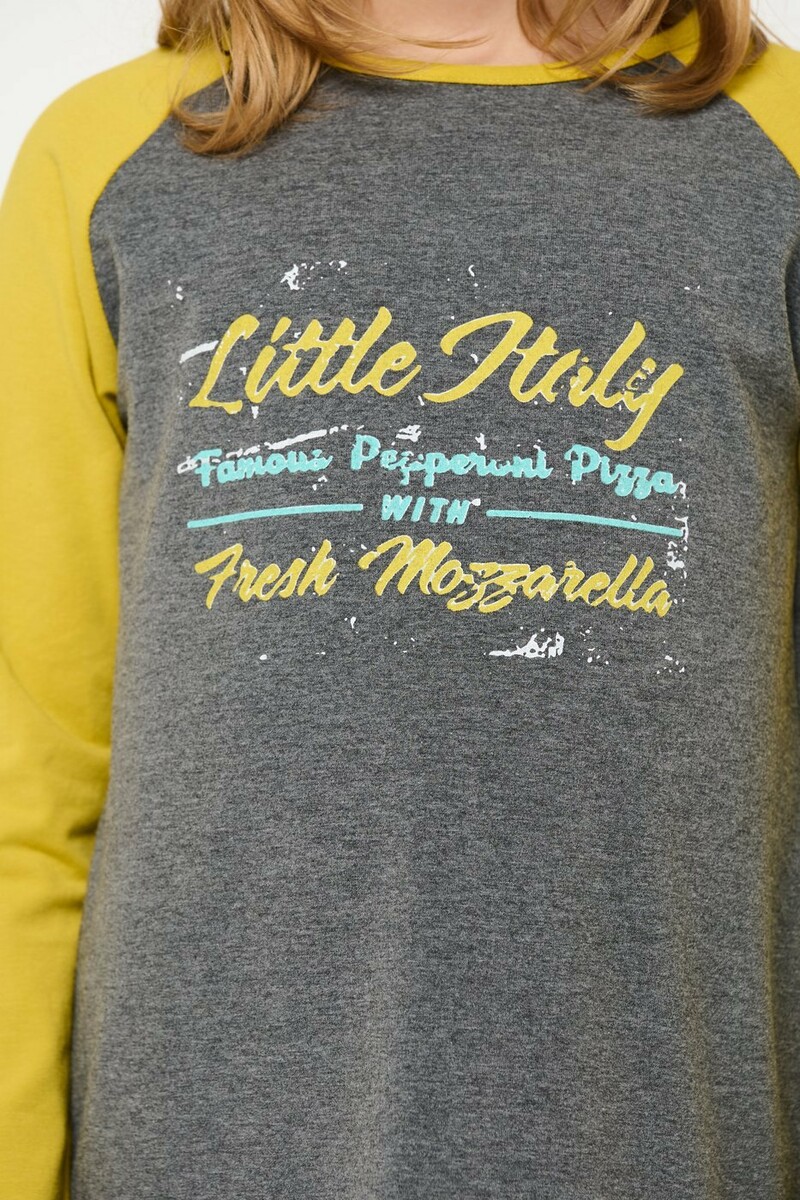 Little Italy
Famous Pepperoni Pizza
WITH
Fresh Mozzarella